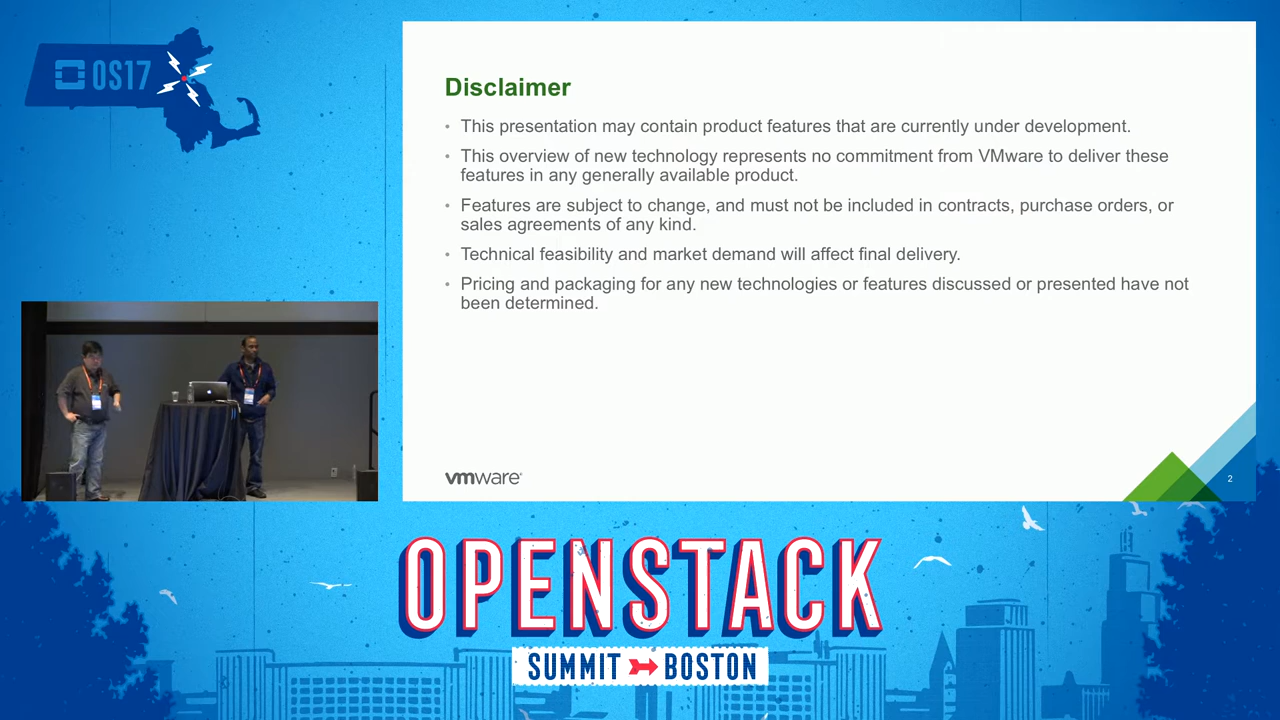 OS17
Disclaimer
• This presentation may contain product features that are currently under development.
• This overview of new technology represents no commitment from VMware to deliver these
features in any generally available product.
• Features are subject to change, and must not be included in contracts, purchase orders, or
sales agreements of any kind.
• Technical feasibility and market demand will affect final delivery.
• Pricing and packaging for any new technologies or features discussed or presented have not
been determined.
vmware®
2
OPENSTACK
SUMMIT BOSTON